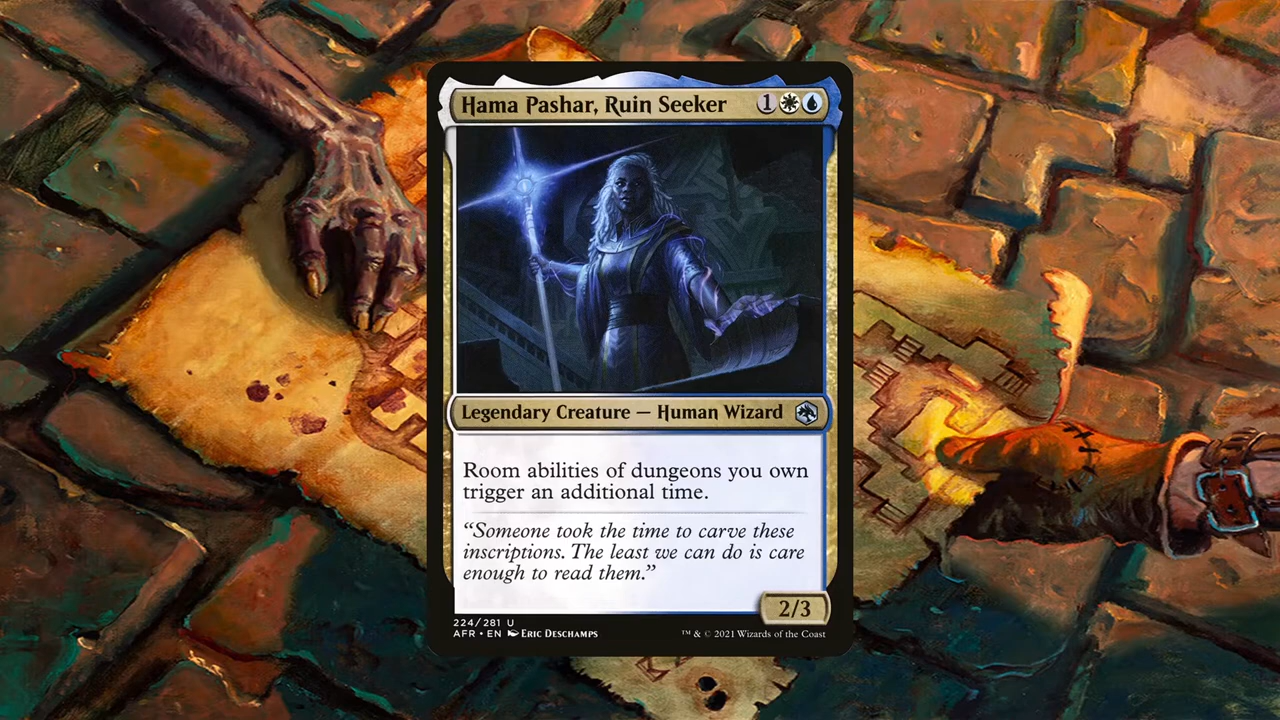 Hama Pashar, Ruin Seeker 1
Legendary Creature — Human Wizard
Room abilities of dungeons you own
trigger an additional time.
“Someone took the time to carve these
inscriptions. The least we can do is care
enough to read them.”
2/3
224/281 U
AFR • EN Eric Deschamps
™ & © 2021 Wizards of the Coast